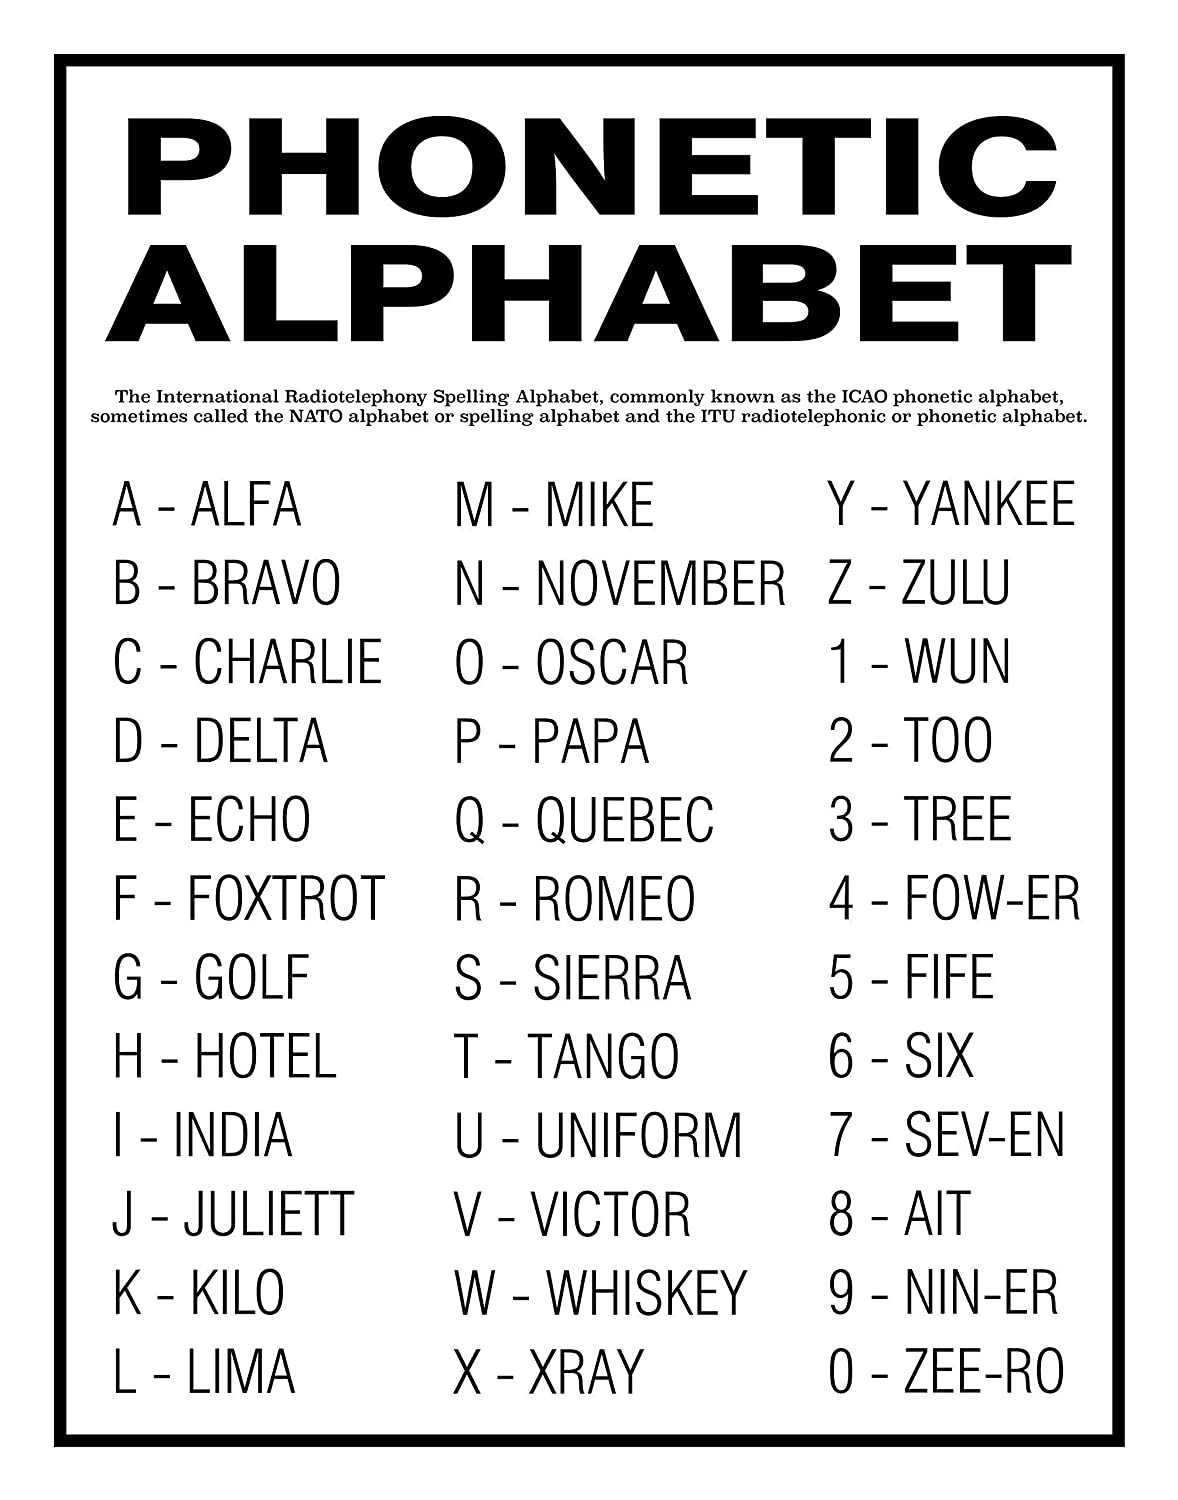 PHONETIC
ALPHABET
The International Radiotelephony Spelling Alphabet, commonly known as the ICAO phonetic alphabet,
sometimes called the NATO alphabet or spelling alphabet and the ITU radiotelephonic or phonetic alphabet.
A - ALFA
B - BRAVO
C - CHARLIE
D - DELTA
E - ECHO
F - FOXTROT
G - GOLF
H - HOTEL
I - INDIA
J - JULIETT
K - KILO
L - LIMA
M - MIKE
N - NOVEMBER
O - OSCAR
P - PAPA
Q - QUEBEC
R - ROMEO
S - SIERRA
T - TANGO
U - UNIFORM
V - VICTOR
W - WHISKEY
X - XRAY
Y - YANKEE
Z - ZULU
1 - WUN
2 - TOO
3 - TREE
4 - FOW-ER
5 - FIFE
6 - SIX
7 - SEV-EN
8 - AIT
9 - NIN-ER
0 - ZEE-RO